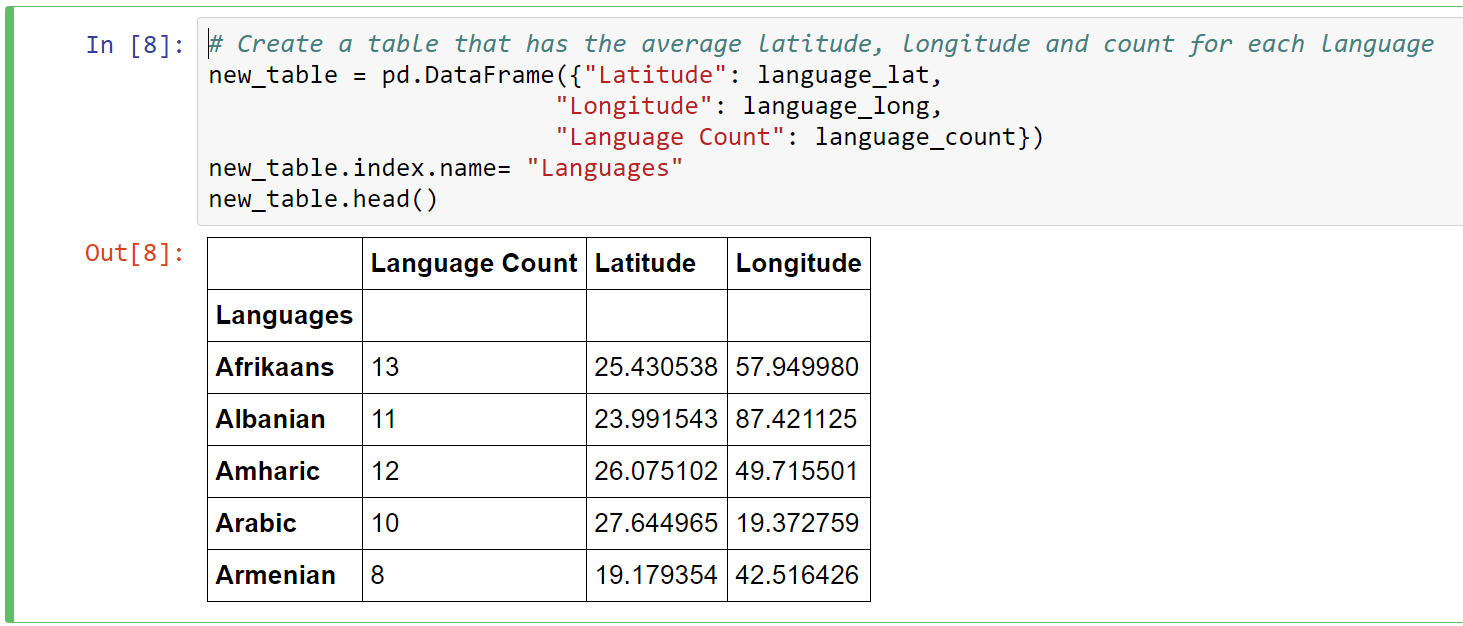 In [8]: # Create a table that has the average latitude, longitude and count for each language
new_table = pd.DataFrame({"Latitude": language_lat,
                        "Longitude": language_long,
                        "Language Count": language_count})
new_table.index.name= "Languages"
new_table.head()
Out[8]:
Language Count Latitude Longitude
Languages
Afrikaans 13 25.430538 57.949980
Albanian 11 23.991543 87.421125
Amharic 12 26.075102 49.715501
Arabic 10 27.644965 19.372759
Armenian 8 19.179354 42.516426